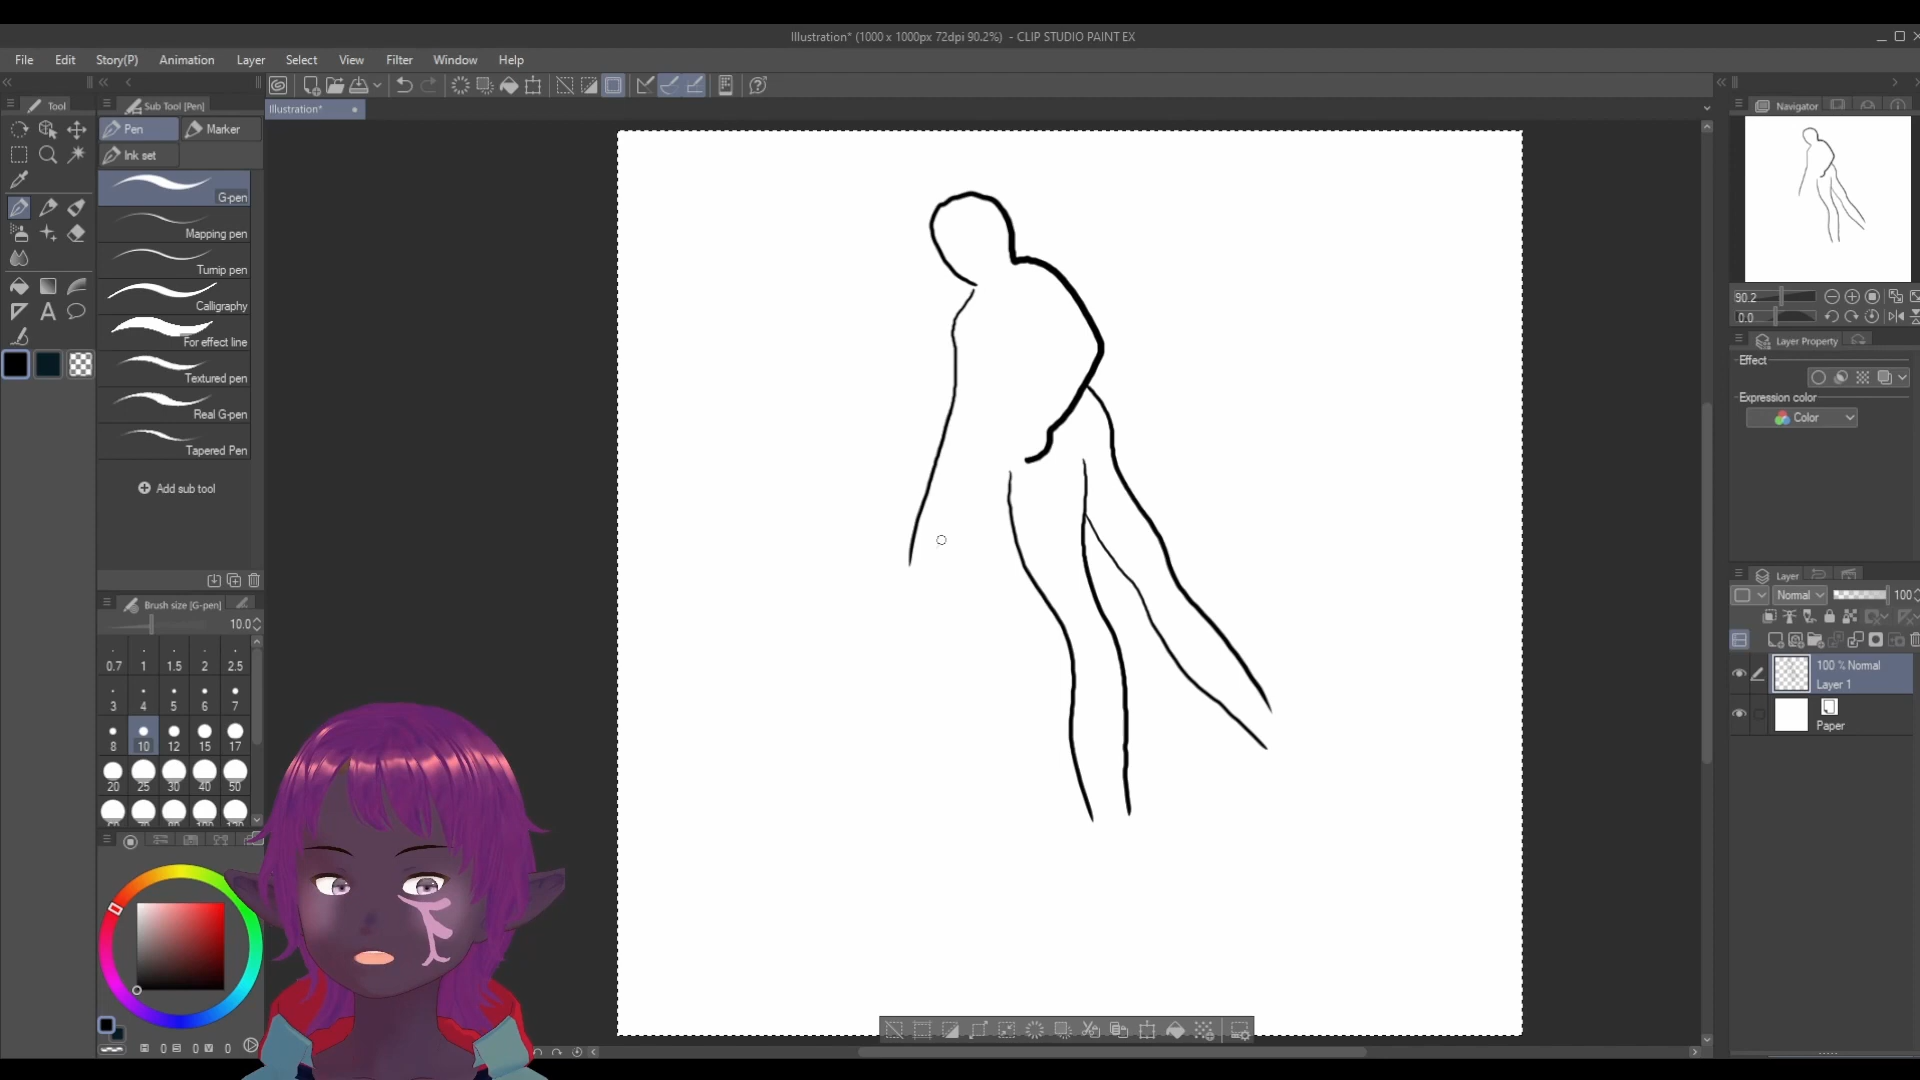 Illustration* (1000 x 1000px 72dpi 90.2%) - CLIP STUDIO PAINT EX
File Edit Story(P) Animation Layer Select View Filter Window Help
Tool
Sub Tool [Pen]
Illustration*
Navigator
Pen
Marker
Ink set
G-pen
Mapping pen
Turnip pen
Calligraphy
For effect line
Textured pen
Real G-pen
Tapered Pen
Add sub tool
Brush size [G-pen]
10.0
0.7 1 1.5 2 2.5
3 4 5 6 7
8 10 12 15 17
20 25 30 40 50
0 0 0
90.2
0.0
Layer Property
Effect
Expression color
Color
Layer
Normal 100
100 % Normal
Layer 1
Paper